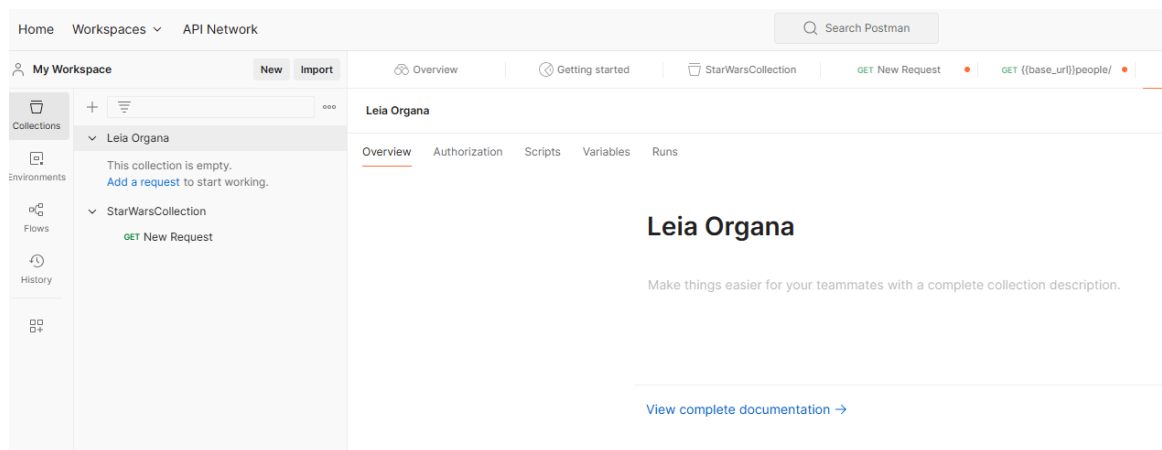 Home Workspaces API Network Search Postman
My Workspace New Import Overview Getting started StarWarsCollection GET New Request GET {{base_url}}people/
Collections
Leia Organa
Leia Organa
This collection is empty.
Add a request to start working.
Overview Authorization Scripts Variables Runs
Environments
StarWarsCollection
GET New Request
Flows
History
Leia Organa
Make things easier for your teammates with a complete collection description.
View complete documentation →